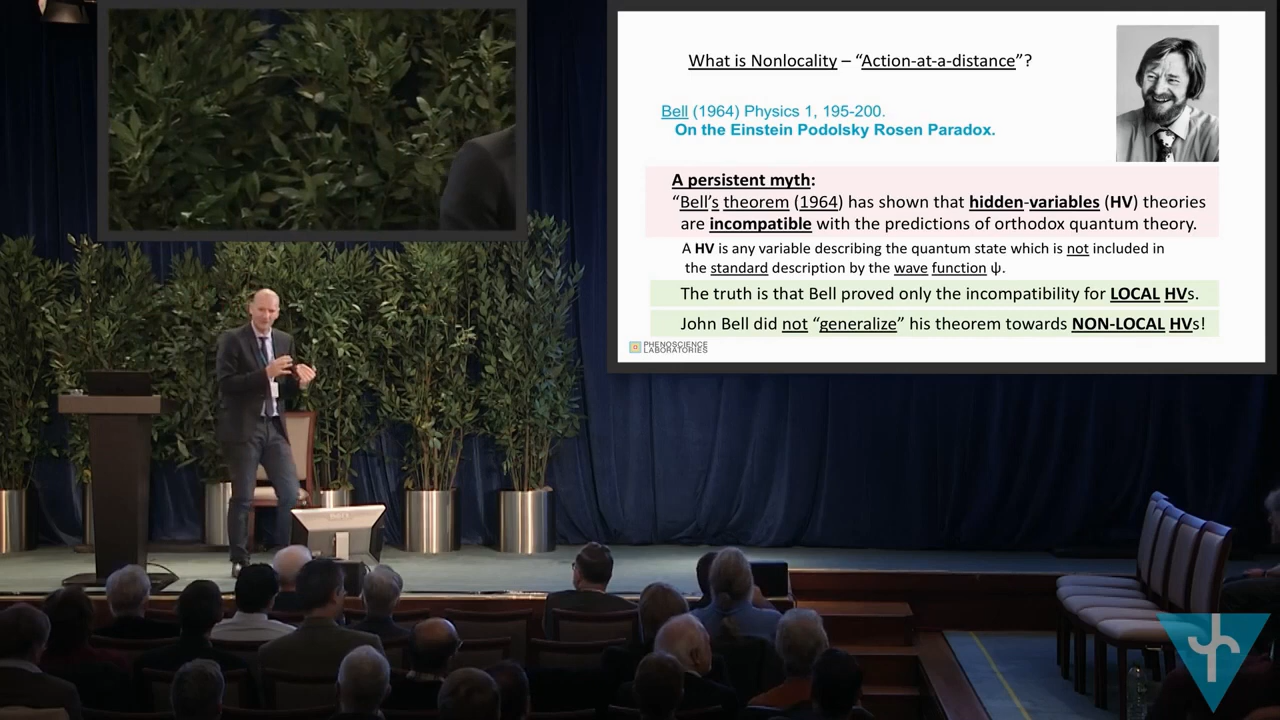 What is Nonlocality – “Action-at-a-distance”?
Bell (1964) Physics 1, 195-200.
On the Einstein Podolsky Rosen Paradox.
A persistent myth:
“Bell’s theorem (1964) has shown that hidden-variables (HV) theories
are incompatible with the predictions of orthodox quantum theory.
A HV is any variable describing the quantum state which is not included in
the standard description by the wave function ψ.
The truth is that Bell proved only the incompatibility for LOCAL HVs.
John Bell did not “generalize” his theorem towards NON-LOCAL HVs!
PHENOSCIENCE
LABORATORIES